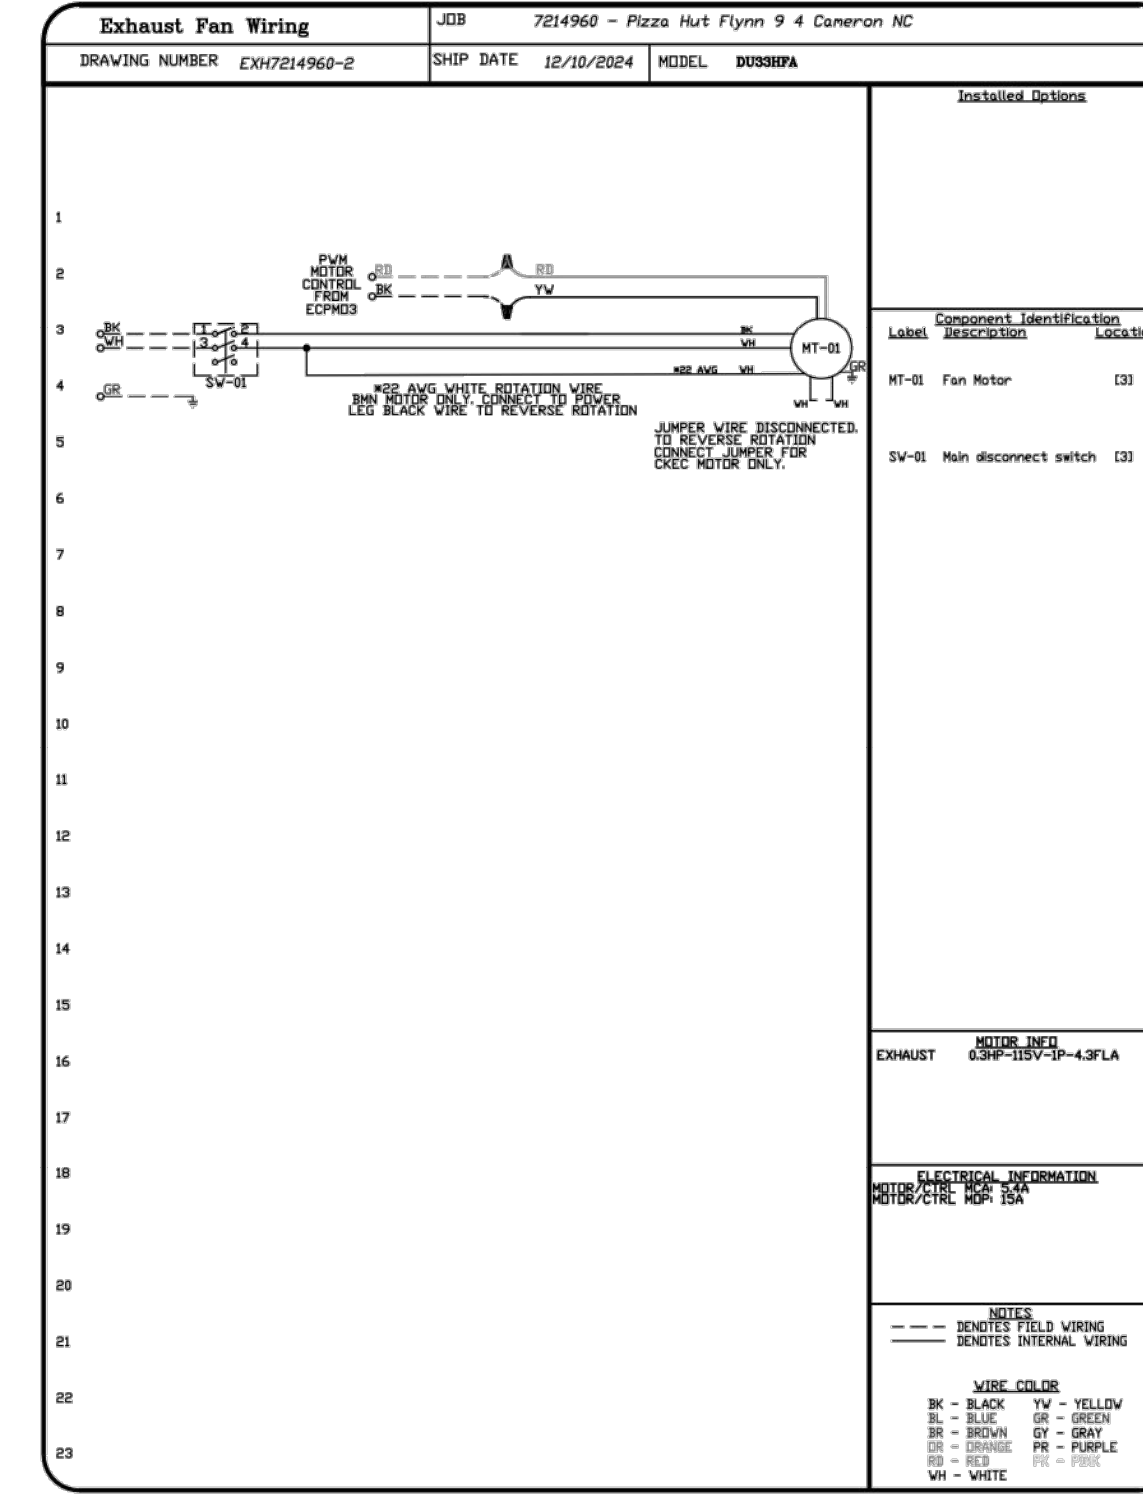 Exhaust Fan Wiring
JOB 7214960 - Pizza Hut Flynn 9 4 Cameron NC
DRAWING NUMBER EXH7214960-2
SHIP DATE 12/10/2024
MODEL DU33HFA
Installed Options
1
2
3
4
5
6
7
8
9
10
11
12
13
14
15
16
17
18
19
20
21
22
23
PWM
MOTOR
CONTROL
FROM
ECPM03
RD
BK
RD
YW
BK
WH
1 2
3 4
SW-01
GR
BK
WH
*22 AWG WH
MT-01
GR
WH WH
*22 AWG WHITE ROTATION WIRE
BMN MOTOR ONLY. CONNECT TO POWER
LEG BLACK WIRE TO REVERSE ROTATION
JUMPER WIRE DISCONNECTED.
TO REVERSE ROTATION
CONNECT JUMPER FOR
CKEC MOTOR ONLY.
Component Identification
Label Description Locatio
MT-01 Fan Motor [3]
SW-01 Main disconnect switch [3]
MOTOR INFO
EXHAUST 0.3HP-115V-1P-4.3FLA
ELECTRICAL INFORMATION
MOTOR/CTRL MCA: 5.4A
MOTOR/CTRL MOP: 15A
NOTES
DENOTES FIELD WIRING
DENOTES INTERNAL WIRING
WIRE COLOR
BK - BLACK YW - YELLOW
BL - BLUE GR - GREEN
BR - BROWN GY - GRAY
OR - ORANGE PR - PURPLE
RD - RED PK - PINK
WH - WHITE